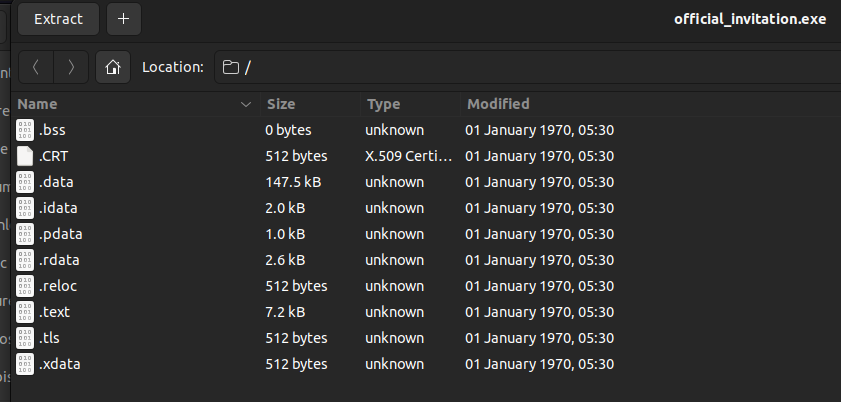 Extract
+
official_invitation.exe
Location:
/
Name Size Type Modified
.bss 0 bytes unknown 01 January 1970, 05:30
.CRT 512 bytes X.509 Certi... 01 January 1970, 05:30
.data 147.5 kB unknown 01 January 1970, 05:30
.idata 2.0 kB unknown 01 January 1970, 05:30
.pdata 1.0 kB unknown 01 January 1970, 05:30
.rdata 2.6 kB unknown 01 January 1970, 05:30
.reloc 512 bytes unknown 01 January 1970, 05:30
.text 7.2 kB unknown 01 January 1970, 05:30
.tls 512 bytes unknown 01 January 1970, 05:30
.xdata 512 bytes unknown 01 January 1970, 05:30